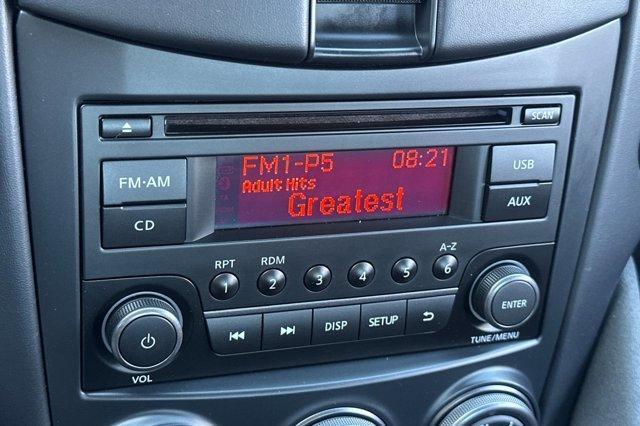 SCAN
FM1-P5 08:21
Adult Hits
Greatest
FM·AM
CD
USB
AUX
RPT RDM A-Z
1 2 3 4 5 6
DISP SETUP
ENTER
VOL
TUNE/MENU